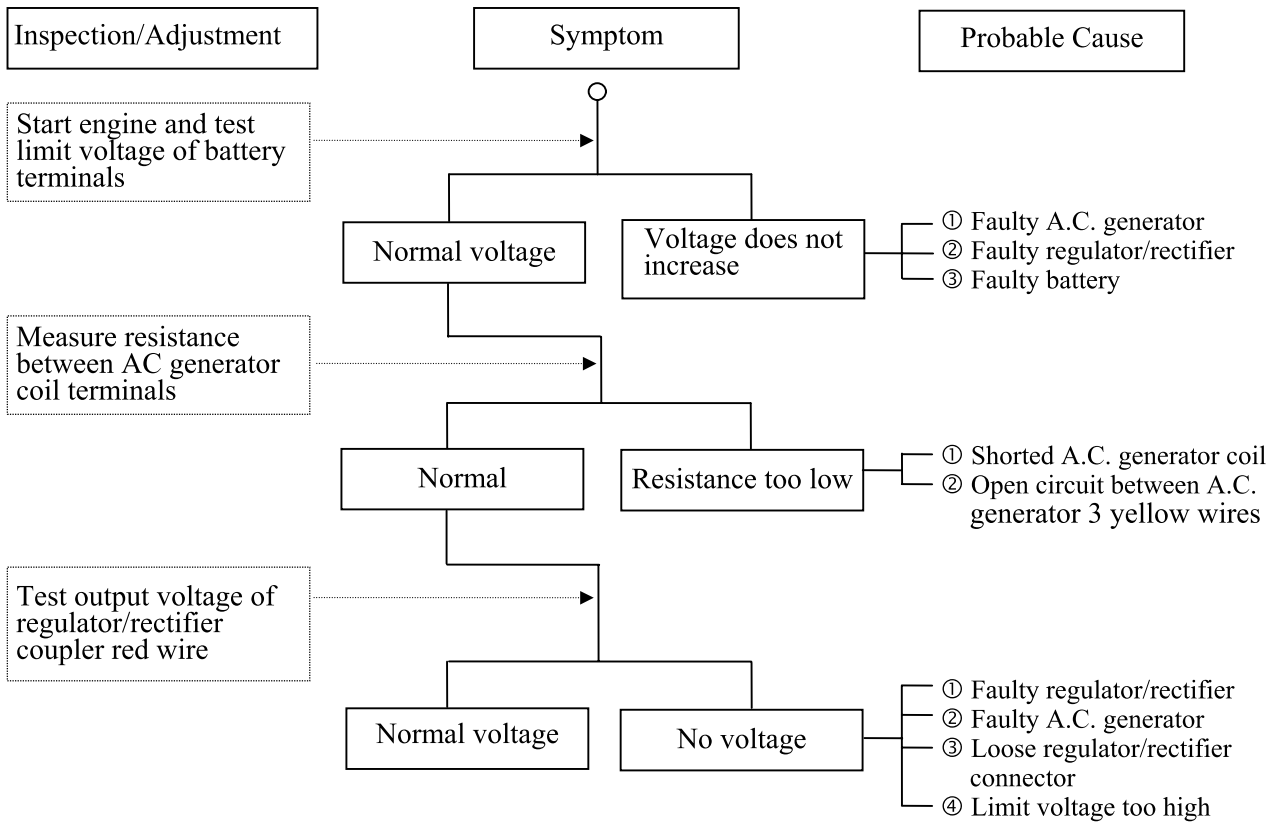 Inspection/Adjustment
Symptom
Probable Cause
Start engine and test
limit voltage of battery
terminals
Normal voltage
Voltage does not
increase
① Faulty A.C. generator
② Faulty regulator/rectifier
③ Faulty battery
Measure resistance
between AC generator
coil terminals
Normal
Resistance too low
① Shorted A.C. generator coil
② Open circuit between A.C.
generator 3 yellow wires
Test output voltage of
regulator/rectifier
coupler red wire
Normal voltage
No voltage
① Faulty regulator/rectifier
② Faulty A.C. generator
③ Loose regulator/rectifier
connector
④ Limit voltage too high